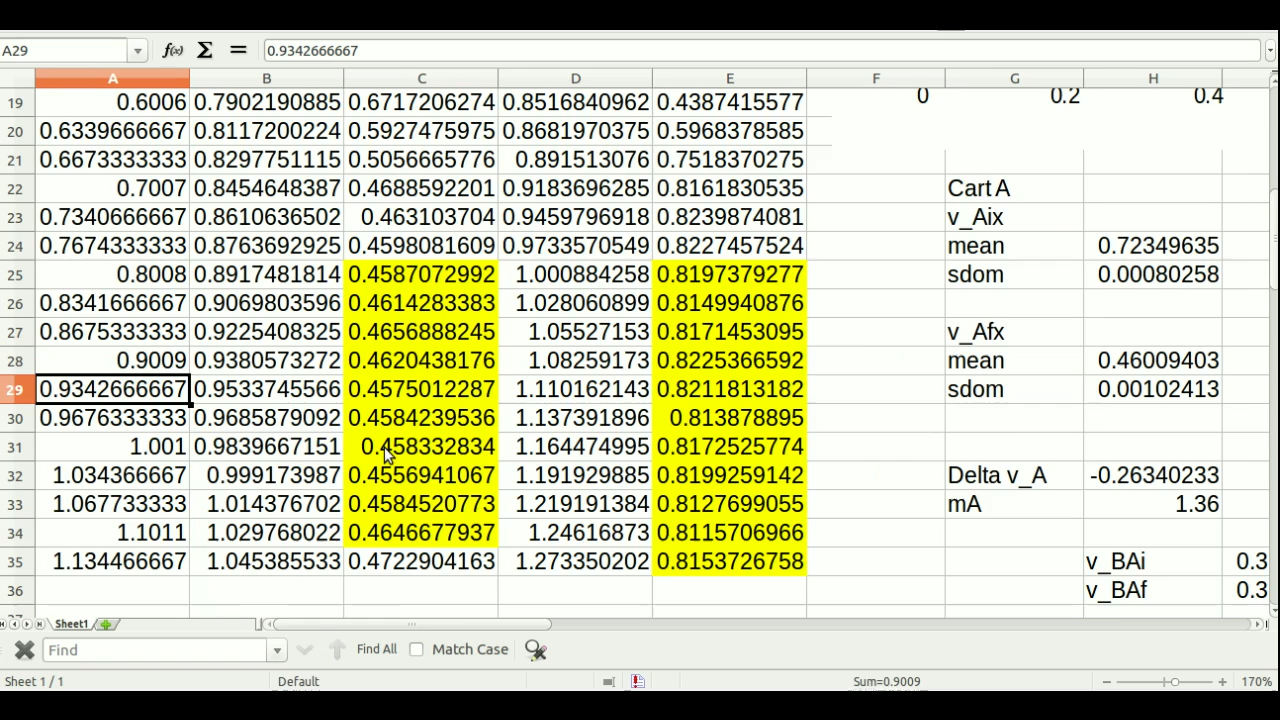 A29 f(x) Σ = 0.9342666667
A B C D E F G H
19 0.6006 0.7902190885 0.6717206274 0.8516840962 0.4387415577 0 0.2 0.4
20 0.6339666667 0.8117200224 0.5927475975 0.8681970375 0.5968378585
21 0.6673333333 0.8297751115 0.5056665776 0.891513076 0.7518370275
22 0.7007 0.8454648387 0.4688592201 0.9183696285 0.8161830535 Cart A
23 0.7340666667 0.8610636502 0.463103704 0.9459796918 0.8239874081 v_Aix
24 0.7674333333 0.8763692925 0.4598081609 0.9733570549 0.8227457524 mean 0.72349635
25 0.8008 0.8917481814 0.4587072992 1.000884258 0.8197379277 sdom 0.00080258
26 0.8341666667 0.9069803596 0.4614283383 1.028060899 0.8149940876
27 0.8675333333 0.9225408325 0.4656888245 1.05527153 0.8171453095 v_Afx
28 0.9009 0.9380573272 0.4620438176 1.08259173 0.8225366592 mean 0.46009403
29 0.9342666667 0.9533745566 0.4575012287 1.110162143 0.8211813182 sdom 0.00102413
30 0.9676333333 0.9685879092 0.4584239536 1.137391896 0.813878895
31 1.001 0.9839667151 0.458332834 1.164474995 0.8172525774
32 1.034366667 0.999173987 0.4556941067 1.191929885 0.8199259142 Delta v_A -0.26340233
33 1.067733333 1.014376702 0.4584520773 1.219191384 0.8127699055 mA 1.36
34 1.1011 1.029768022 0.4646677937 1.24616873 0.8115706966
35 1.134466667 1.045385533 0.4722904163 1.273350202 0.8153726758 v_BAi 0.3
36 v_BAf 0.3
Sheet1
Find Find All Match Case
Sheet 1 / 1 Default Sum=0.9009 170%